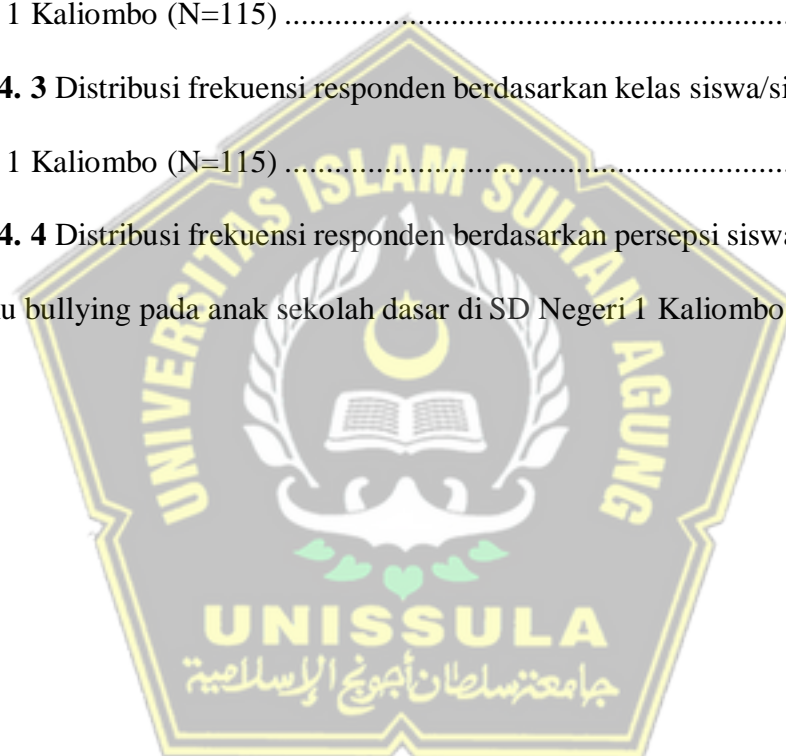 1 Kaliombo (N=115) ................................................................
4. 3 Distribusi frekuensi responden berdasarkan kelas siswa/si
1 Kaliombo (N=115) ................................................................
4. 4 Distribusi frekuensi responden berdasarkan persepsi siswa
u bullying pada anak sekolah dasar di SD Negeri 1 Kaliombo
UNIVERSITAS ISLAM SULTAN AGUNG
UNISSULA
جامعة سلطان أجونج الإسلامية